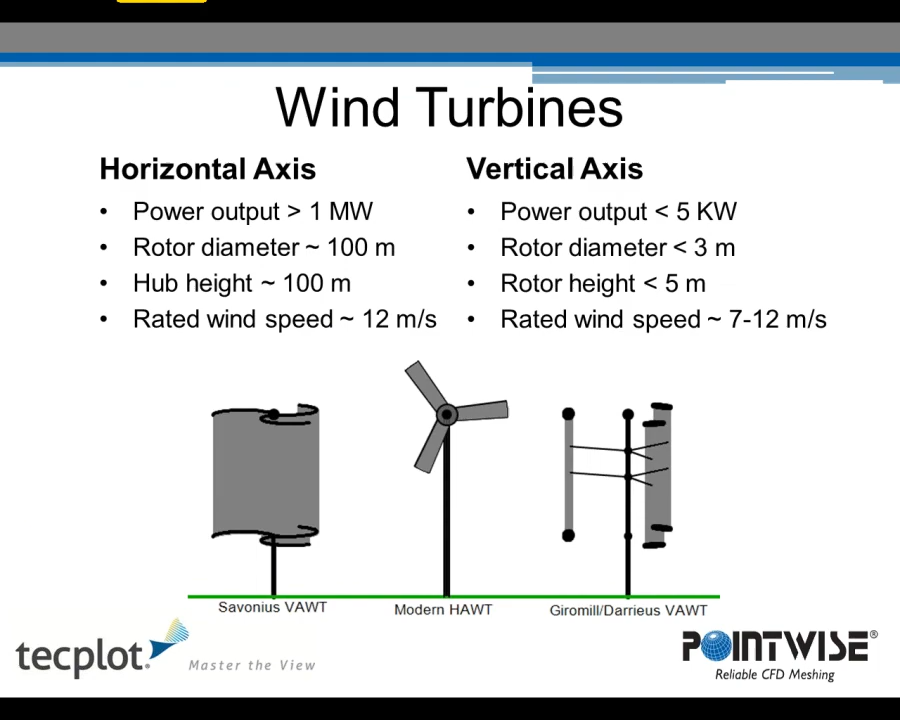 Wind Turbines
Horizontal Axis
• Power output > 1 MW
• Rotor diameter ~ 100 m
• Hub height ~ 100 m
• Rated wind speed ~ 12 m/s
Vertical Axis
• Power output < 5 KW
• Rotor diameter < 3 m
• Rotor height < 5 m
• Rated wind speed ~ 7-12 m/s
Savonius VAWT
Modern HAWT
Giromill/Darrieus VAWT
tecplot. Master the View
POINTWISE®
Reliable CFD Meshing